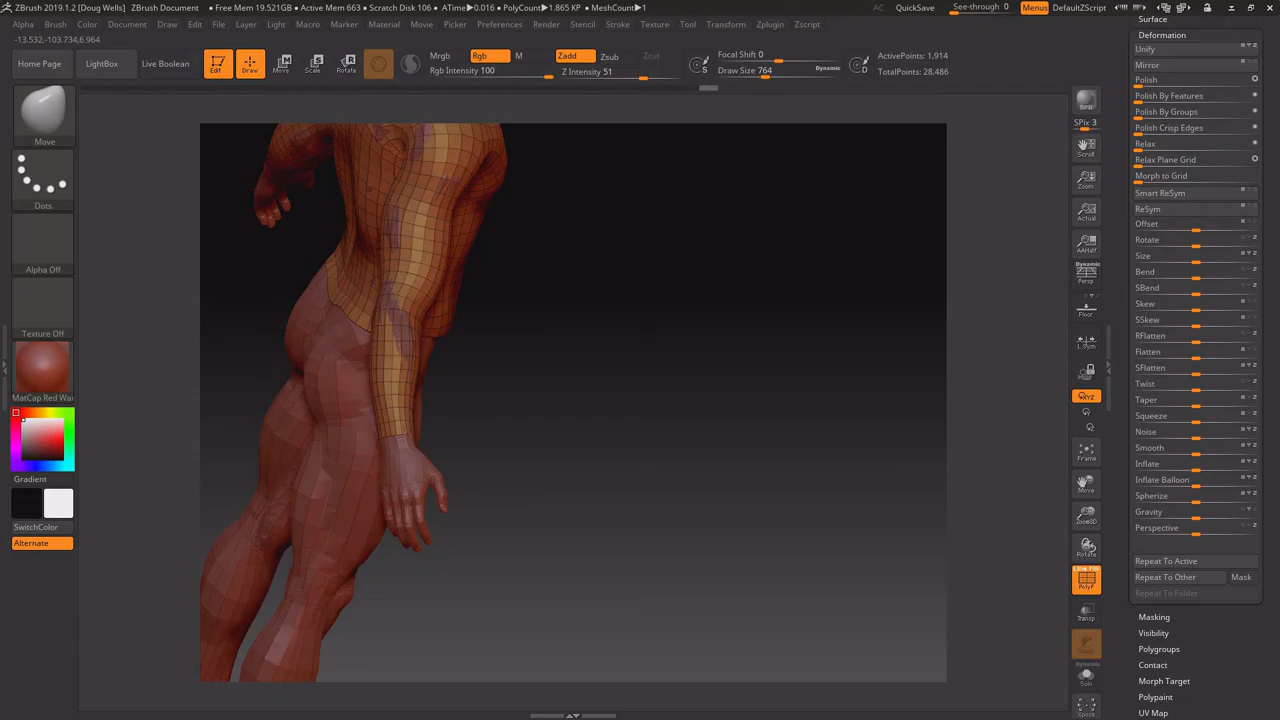 ZBrush 2019.1.2 [Doug Wells] ZBrush Document ● Free Mem 19.521GB ● Active Mem 663 ● Scratch Disk 106 ● ATime▶0.016 ● PolyCount▶1.865 KP ● MeshCount▶1 AC QuickSave See-through 0 Menus DefaultZScript
Alpha Brush Color Document Draw Edit File Layer Light Macro Marker Material Movie Picker Preferences Render Stencil Stroke Texture Tool Transform Zplugin Zscript
-13.532,-103.734,6.964
Home Page LightBox Live Boolean Edit Draw Move Scale Rotate
Mrgb Rgb M Zadd Zsub Zcut
Rgb Intensity 100 Z Intensity 51
Focal Shift 0
Draw Size 764 Dynamic
ActivePoints: 1,914
TotalPoints: 28,486
Move
Dots
Alpha Off
Texture Off
MatCap Red Wax
Gradient
SwitchColor
Alternate
BPR
SPix 3
Scroll
Zoom
Actual
AAHalf
Dynamic
Persp
Floor
L.Sym
XYZ
Frame
Move
Zoom3D
Rotate
Line Fill
PolyF
Transp
Dynamic
Solo
Xpose
Surface
Deformation
Unify
Mirror
Polish
Polish By Features
Polish By Groups
Polish Crisp Edges
Relax
Relax Plane Grid
Morph to Grid
Smart ReSym
ReSym
Offset
Rotate
Size
Bend
SBend
Skew
SSkew
RFlatten
Flatten
SFlatten
Twist
Taper
Squeeze
Noise
Smooth
Inflate
Inflate Balloon
Spherize
Gravity
Perspective
Repeat To Active
Repeat To Other Mask
Repeat To Folder
Masking
Visibility
Polygroups
Contact
Morph Target
Polypaint
UV Map